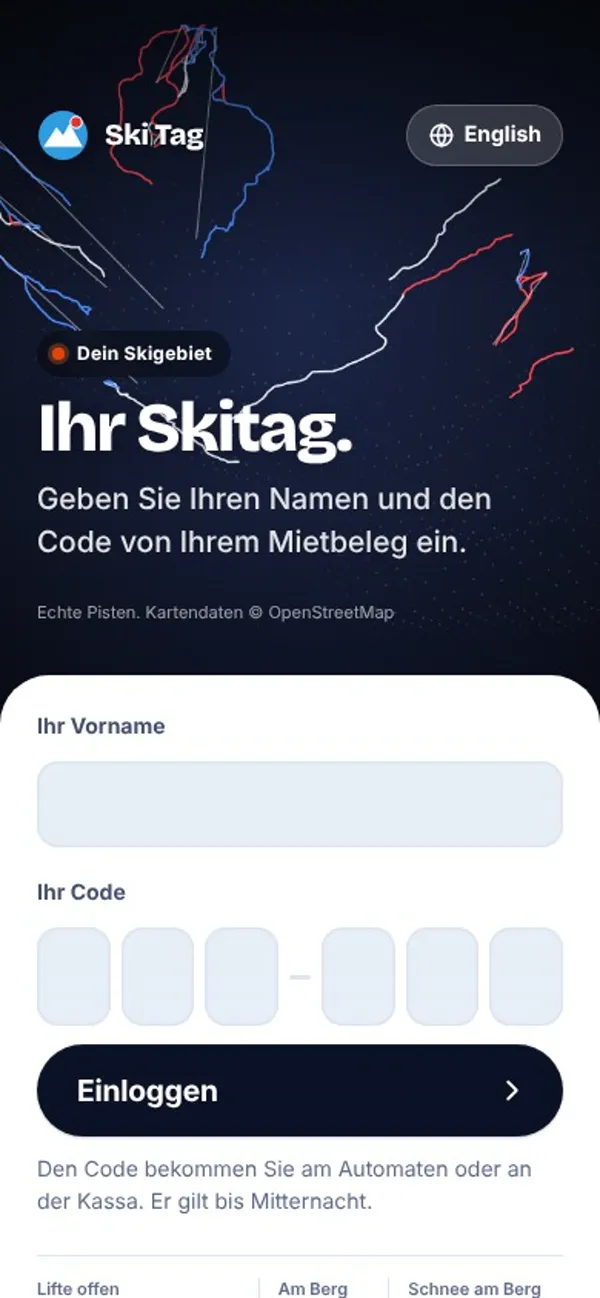 SkiTag
English
Dein Skigebiet
Ihr Skitag.
Geben Sie Ihren Namen und den
Code von Ihrem Mietbeleg ein.
Echte Pisten. Kartendaten © OpenStreetMap
Ihr Vorname
Ihr Code
Einloggen
Den Code bekommen Sie am Automaten oder an
der Kassa. Er gilt bis Mitternacht.
Lifte offen
Am Berg
Schnee am Berg